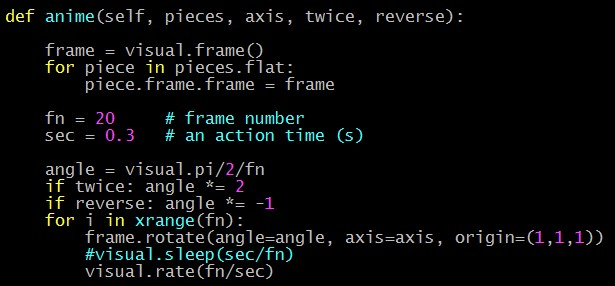 def anime(self, pieces, axis, twice, reverse):
    frame = visual.frame()
    for piece in pieces.flat:
        piece.frame.frame = frame
    fn = 20     # frame number
    sec = 0.3   # an action time (s)
    angle = visual.pi/2/fn
    if twice: angle *= 2
    if reverse: angle *= -1
    for i in xrange(fn):
        frame.rotate(angle=angle, axis=axis, origin=(1,1,1))
        #visual.sleep(sec/fn)
        visual.rate(fn/sec)